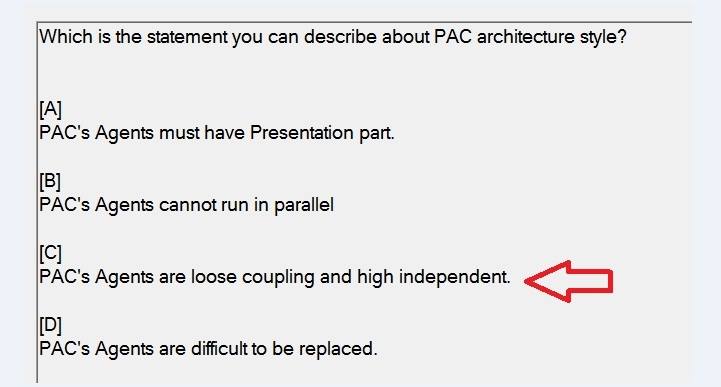 Which is the statement you can describe about PAC architecture style?
[A]
PAC's Agents must have Presentation part.
[B]
PAC's Agents cannot run in parallel
[C]
PAC's Agents are loose coupling and high independent.
[D]
PAC's Agents are difficult to be replaced.